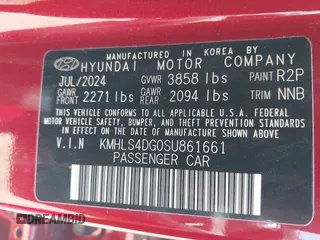 MANUFACTURED IN KOREA BY
HYUNDAI MOTOR COMPANY
JUL/2024 GVWR 3858 lbs PAINT R2P
GAWR FRONT 2271 lbs GAWR REAR 2094 lbs TRIM NNB
THIS VEHICLE CONFORMS TO ALL APPLICABLE
U.S. FEDERAL MOTOR VEHICLE SAFETY, BUMPER,
AND THEFT PREVENTION STANDARDS IN EFFECT
ON THE DATE OF MANUFACTURE SHOWN ABOVE.
V.I.N KMHLS4DG0SU861661
PASSENGER CAR
DREAMBID